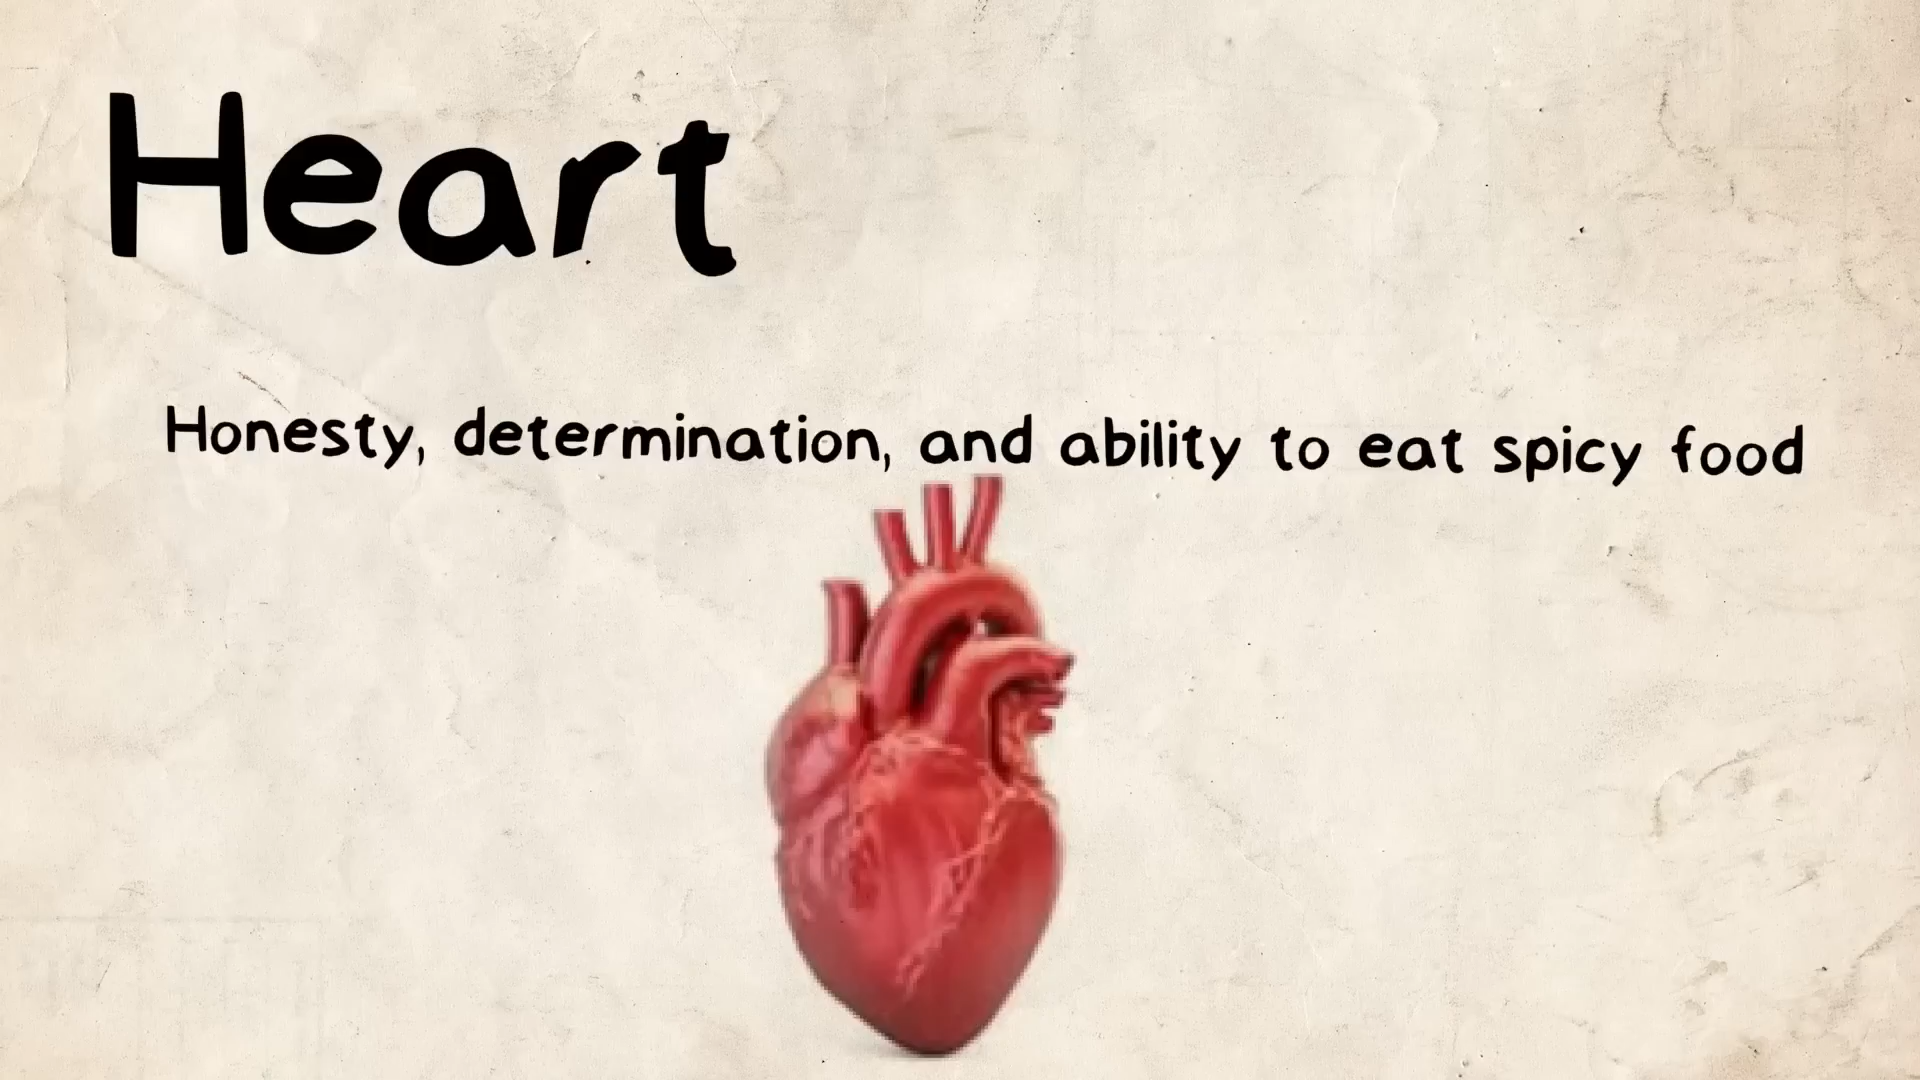 Heart
Honesty, determination, and ability to eat spicy food